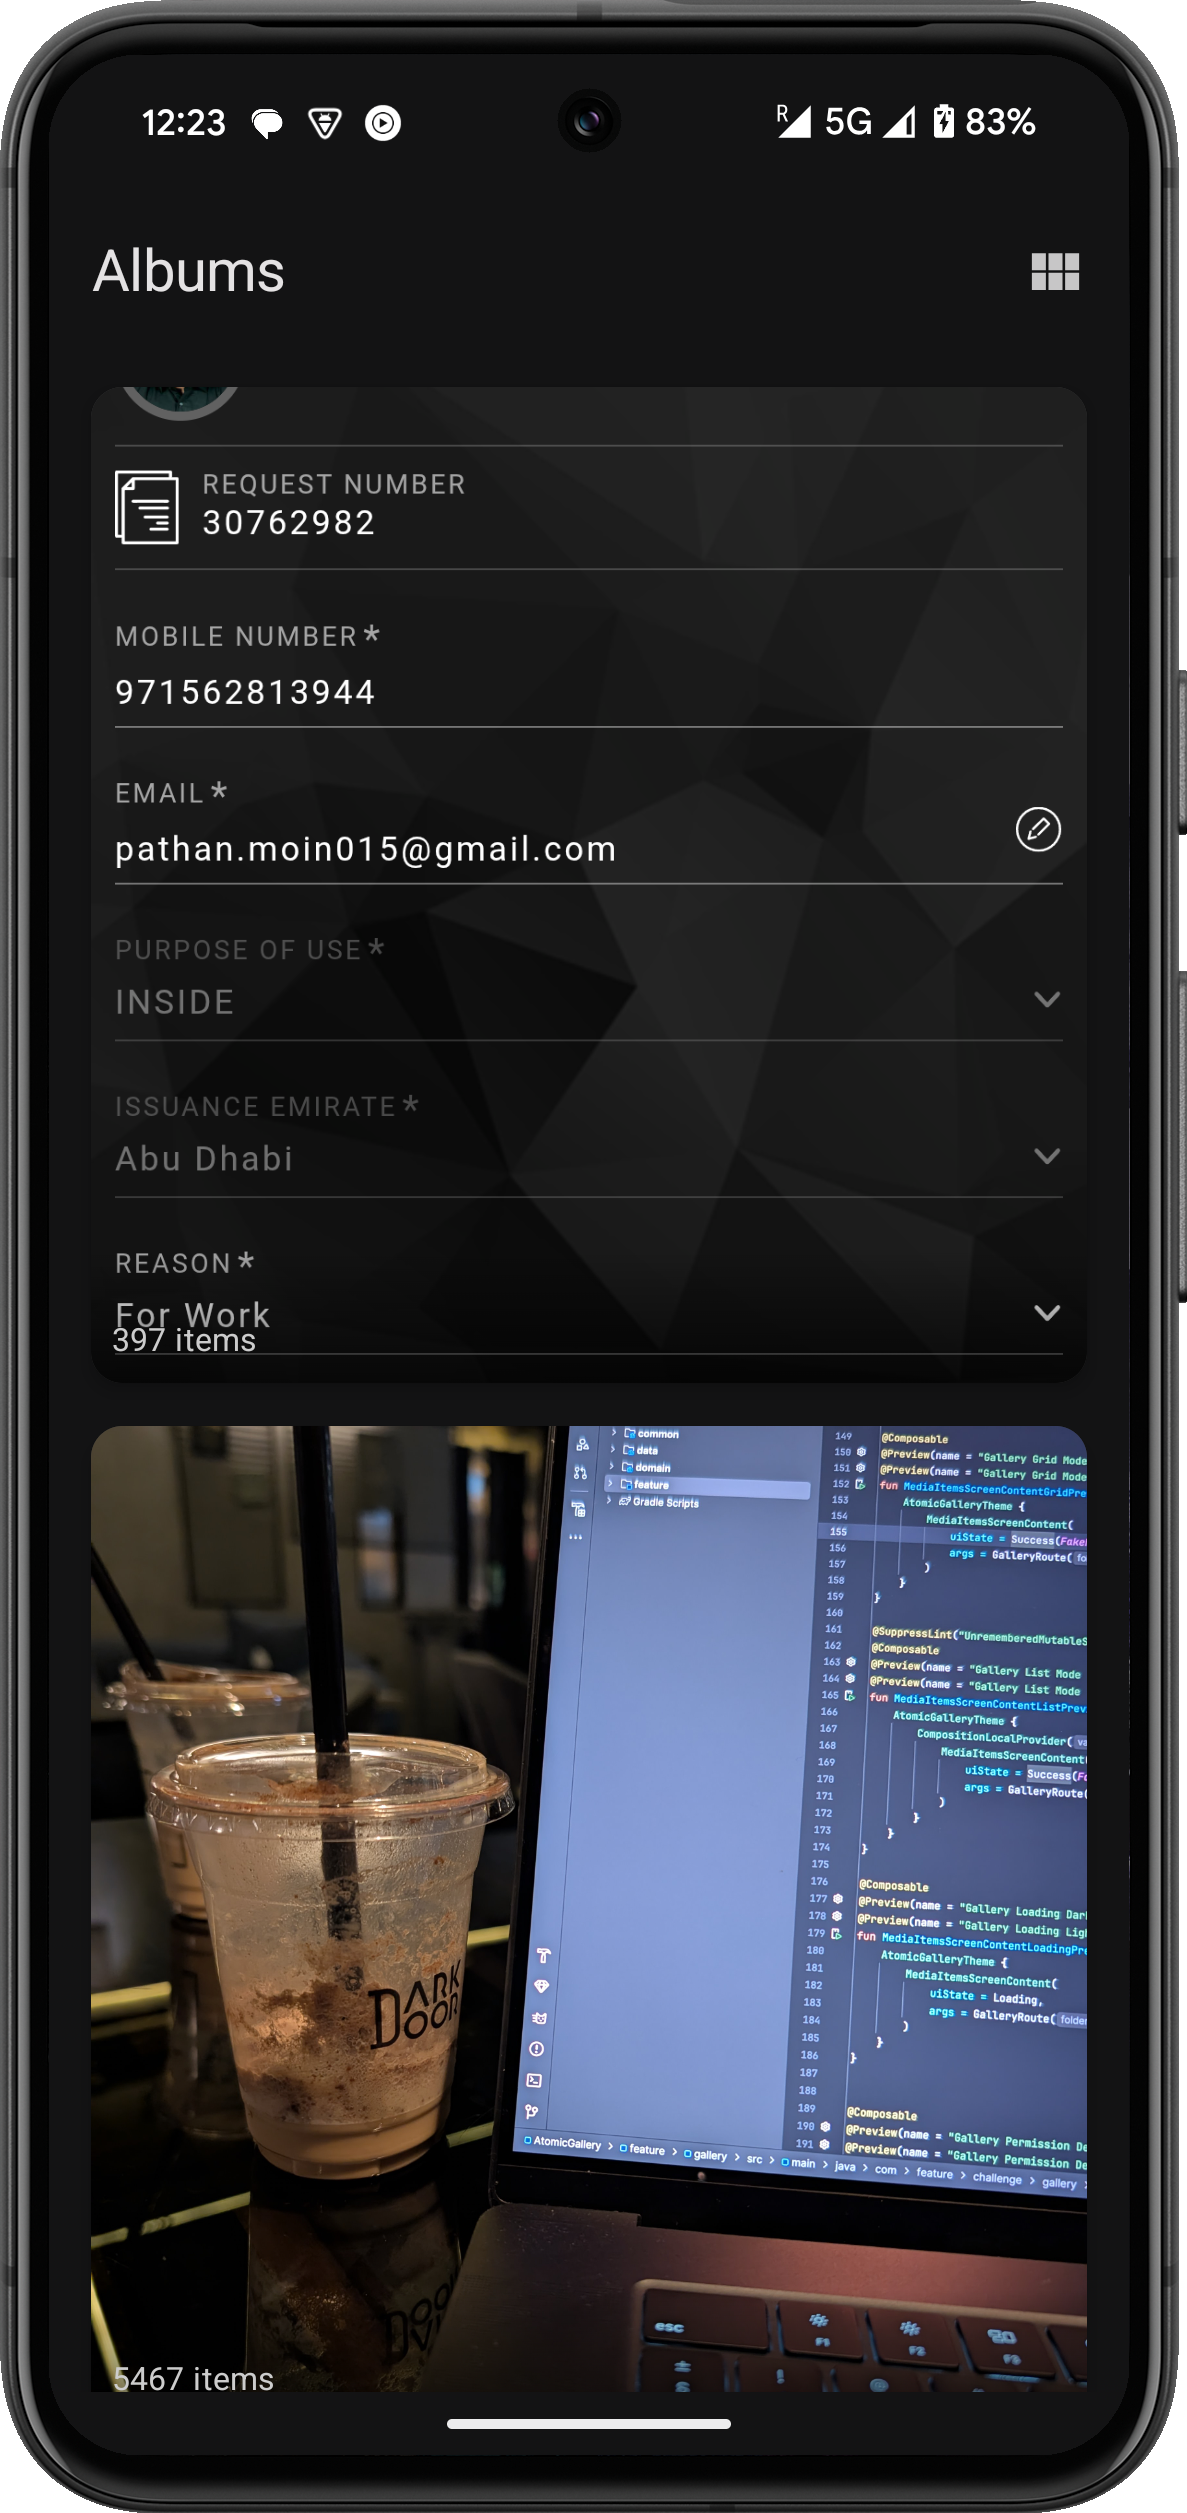 12:23
R 5G 83%
Albums
REQUEST NUMBER
30762982
MOBILE NUMBER*
971562813944
EMAIL*
pathan.moin015@gmail.com
PURPOSE OF USE*
INSIDE
ISSUANCE EMIRATE*
Abu Dhabi
REASON*
For Work
397 items
common
data
domain
feature
Gradle Scripts
149 @Composable
150 @Preview(name = "Gallery Grid Mode
151 @Preview(name = "Gallery Grid Mode
152 fun MediaItemsScreenContentGridPre
153 AtomicGalleryTheme {
154 MediaItemsScreenContent(
155 uiState = Success(Fake
156 args = GalleryRoute( fo
157 )
158 }
159 }
160
161 @SuppressLint("UnrememberedMutableS
162 @Composable
163 @Preview(name = "Gallery List Mode
164 @Preview(name = "Gallery List Mode
165 fun MediaItemsScreenContentListPrev
166 AtomicGalleryTheme {
167 CompositionLocalProvider( va
168 MediaItemsScreenContent(
169 uiState = Success(Fa
170 args = GalleryRoute(
171 )
172 }
173 }
174 }
175
176 @Composable
177 @Preview(name = "Gallery Loading Dar
178 @Preview(name = "Gallery Loading Lig
179 fun MediaItemsScreenContentLoadingPre
180 AtomicGalleryTheme {
181 MediaItemsScreenContent(
182 uiState = Loading,
183 args = GalleryRoute( folder
184 )
185 }
186 }
187
188
189 @Composable
190 @Preview(name = "Gallery Permission De
191 @Preview(name = "Gallery Permission De
AtomicGallery > feature > gallery > src > main > java > com > feature > challenge > gallery >
DARK
DOOR
esc
F1
F2
F3
5467 items